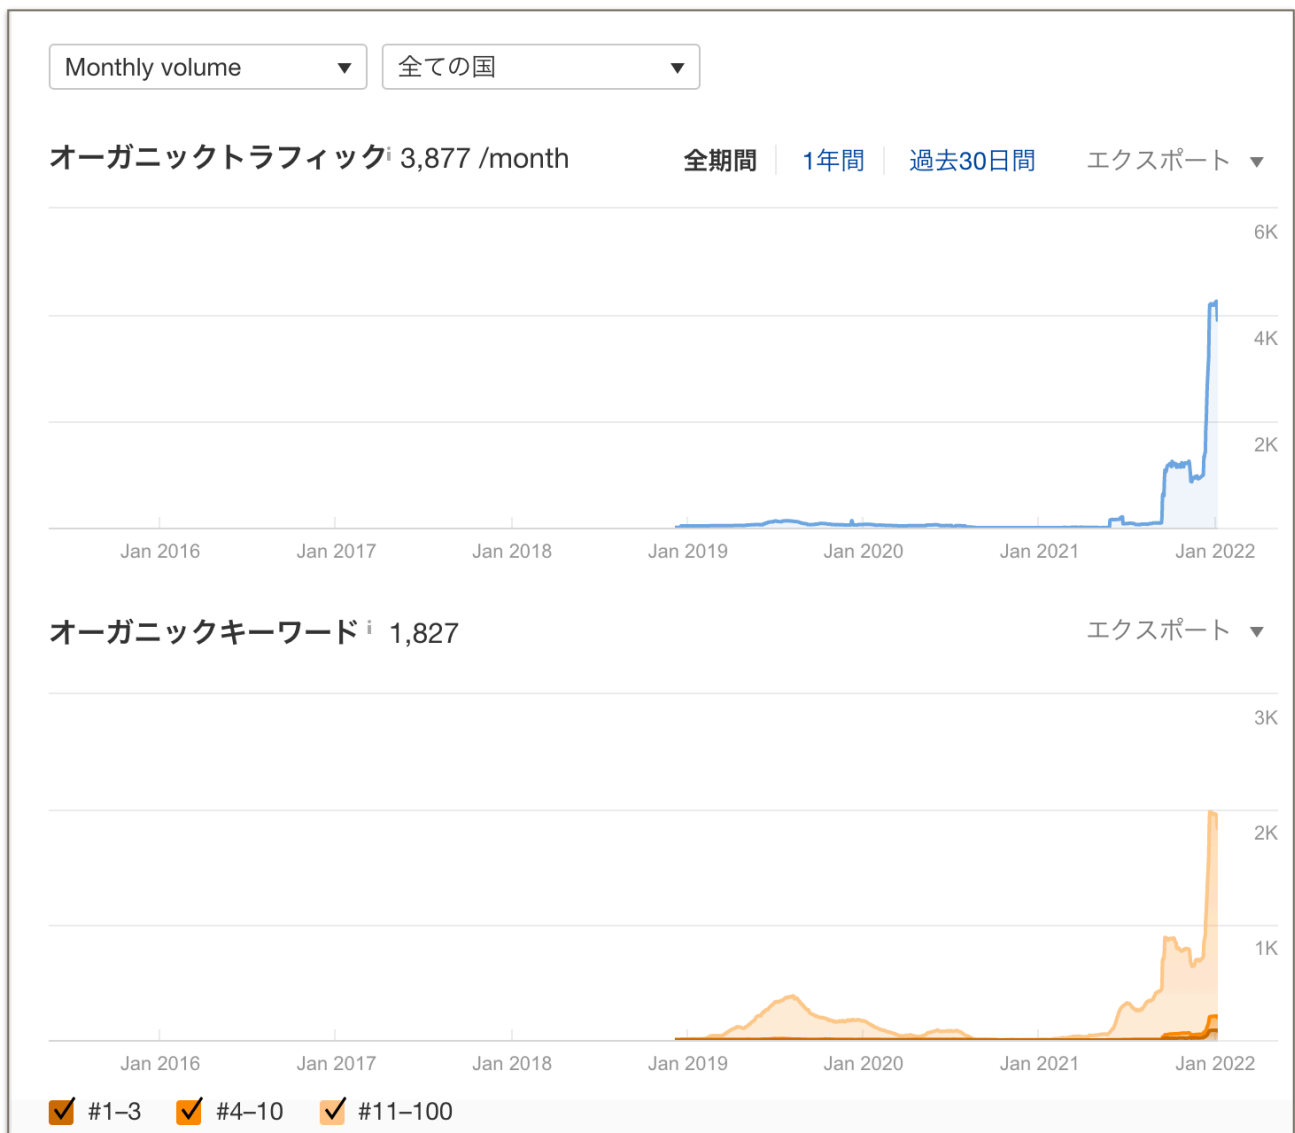 Monthly volume ▼ 全ての国 ▼
オーガニックトラフィック i 3,877 /month 全期間 1年間 過去30日間 エクスポート ▼
6K
4K
2K
Jan 2016 Jan 2017 Jan 2018 Jan 2019 Jan 2020 Jan 2021 Jan 2022
オーガニックキーワード i 1,827 エクスポート ▼
3K
2K
1K
Jan 2016 Jan 2017 Jan 2018 Jan 2019 Jan 2020 Jan 2021 Jan 2022
#1–3 #4–10 #11–100